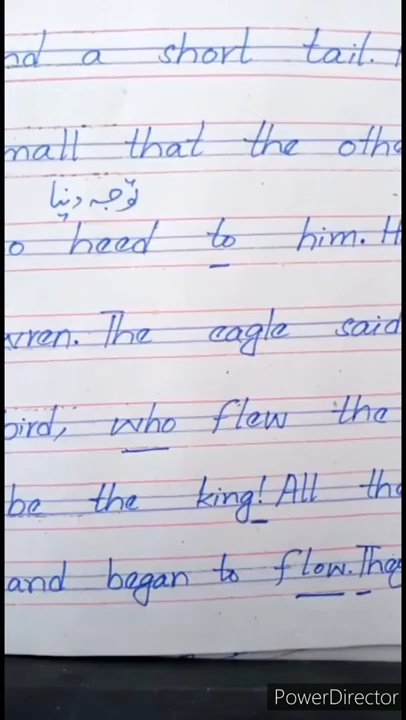 nd a short tail.
mall that the oth
توجہ دینا
o heed to him. H
wren. The eagle said
bird, who flew the
be the king! All the
and began to flow. They
PowerDirector